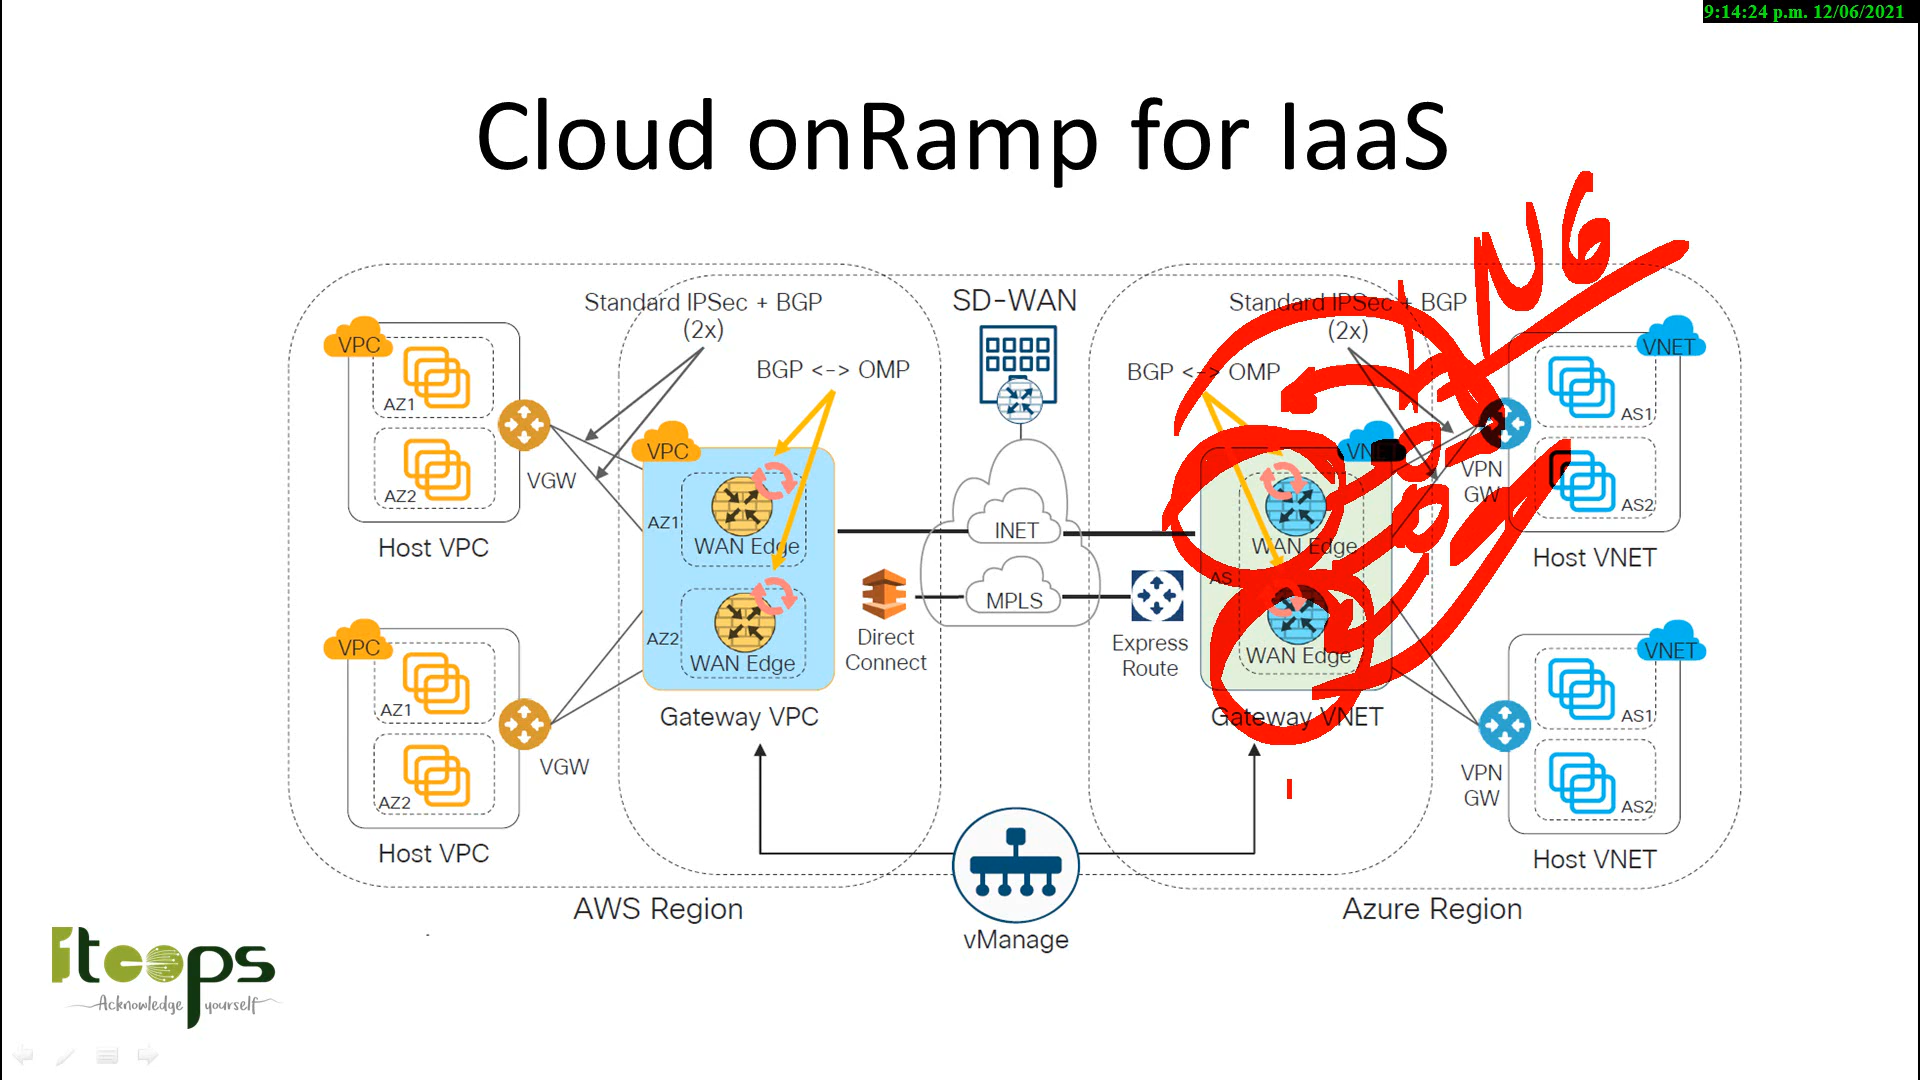 9:14:24 p.m. 12/06/2021
Cloud onRamp for IaaS
VNG
Standard IPSec + BGP
(2x)
BGP <-> OMP
SD-WAN
Standard IPSec + BGP
(2x)
BGP <-> OMP
VPC
AZ1
AZ2
VGW
Host VPC
VPC
AZ1
WAN Edge
AZ2
WAN Edge
Gateway VPC
INET
MPLS
Direct
Connect
Express
Route
VNET
WAN Edge
AS
WAN Edge
Gateway VNET
VPN
GW
VNET
AS1
AS2
Host VNET
VPC
AZ1
AZ2
VGW
Host VPC
VPN
GW
VNET
AS1
AS2
Host VNET
AWS Region
vManage
Azure Region
1tcoops
Acknowledge yourself